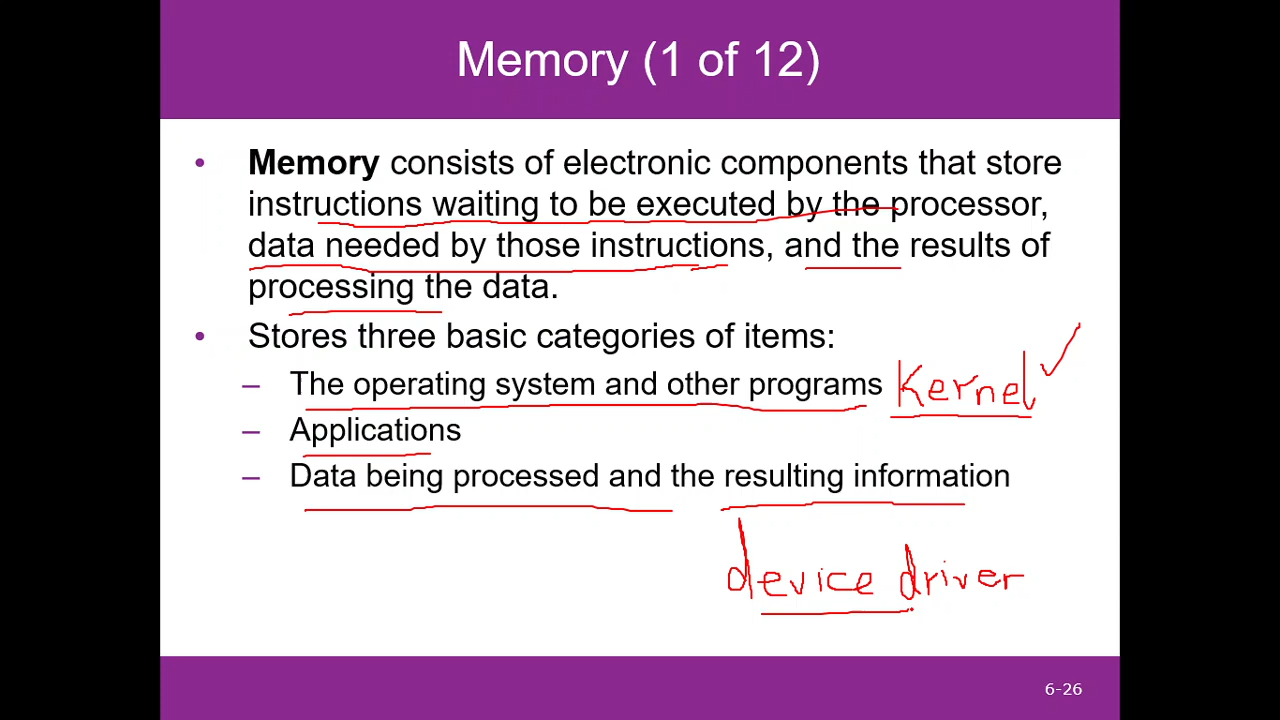 Memory (1 of 12)
• Memory consists of electronic components that store
instructions waiting to be executed by the processor,
data needed by those instructions, and the results of
processing the data.
• Stores three basic categories of items:
– The operating system and other programs Kernel ✓
– Applications
– Data being processed and the resulting information
device driver
6-26